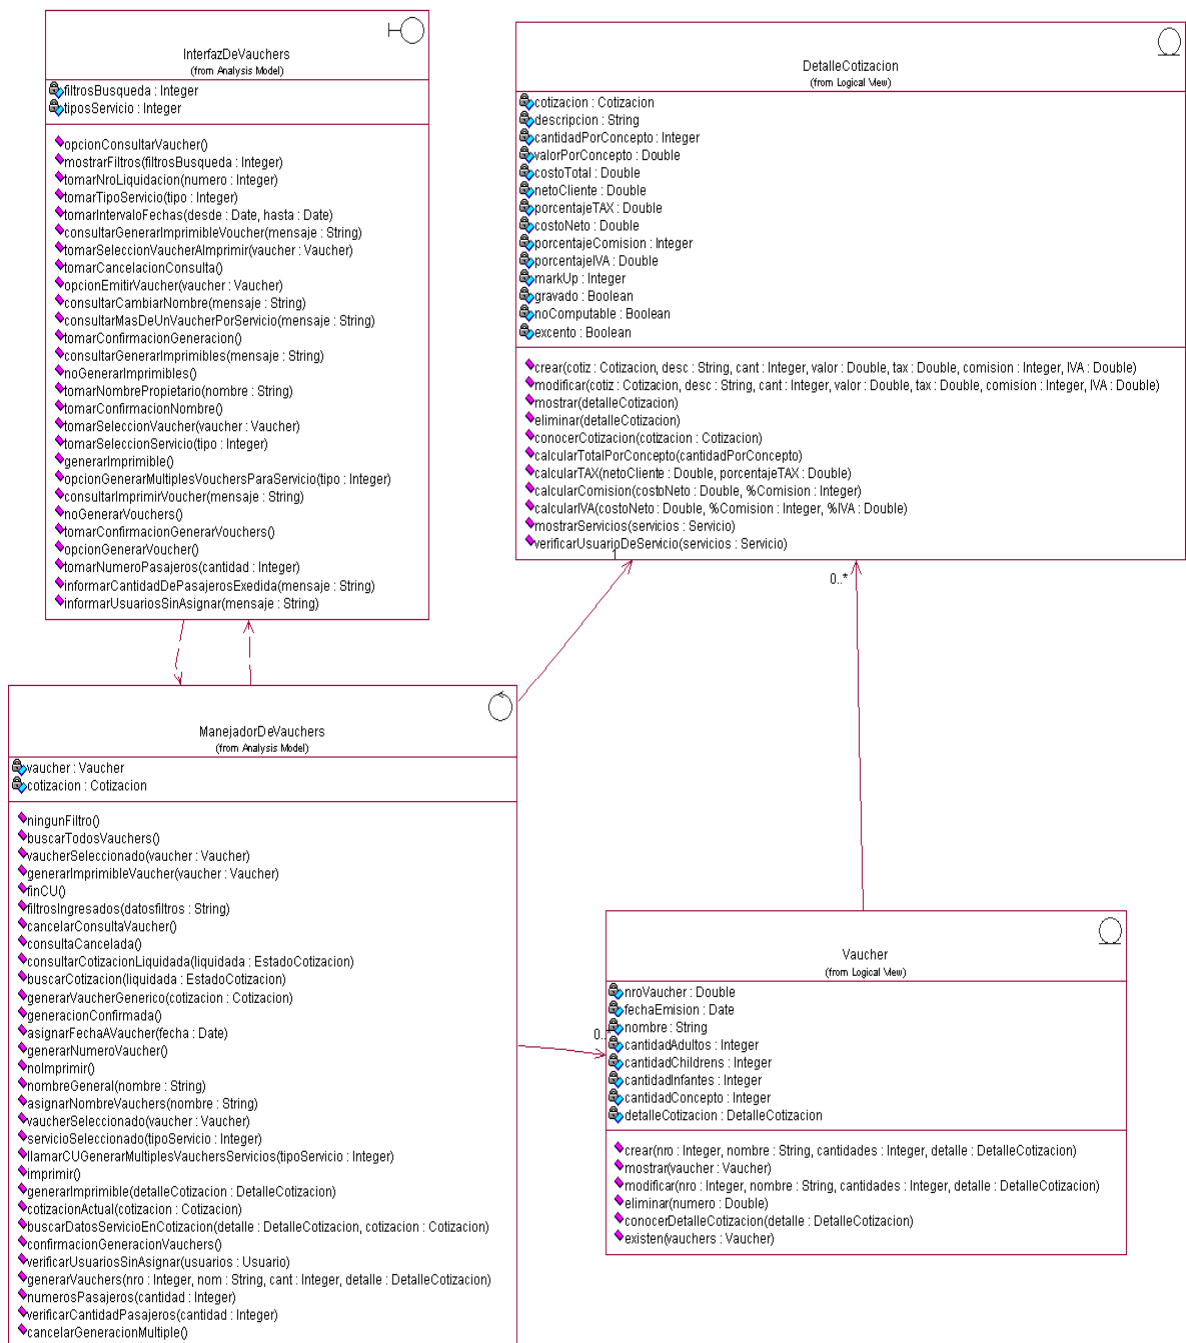 InterfazDeVauchers
(from Analysis Model)
filtrosBusqueda : Integer
tiposServicio : Integer
opcionConsultarVaucher()
mostrarFiltros(filtrosBusqueda : Integer)
tomarNroLiquidacion(numero : Integer)
tomarTipoServicio(tipo : Integer)
tomarIntervaloFechas(desde : Date, hasta : Date)
consultarGenerarImprimibleVoucher(mensaje : String)
tomarSeleccionVaucherAImprimir(vaucher : Vaucher)
tomarCancelacionConsulta()
opcionEmitirVaucher(vaucher : Vaucher)
consultarCambiarNombre(mensaje : String)
consultarMasDeUnVaucherPorServicio(mensaje : String)
tomarConfirmacionGeneracion()
consultarGenerarImprimibles(mensaje : String)
noGenerarImprimibles()
tomarNombrePropietario(nombre : String)
tomarConfirmacionNombre()
tomarSeleccionVaucher(vaucher : Vaucher)
tomarSeleccionServicio(tipo : Integer)
generarImprimible()
opcionGenerarMultiplesVouchersParaServicio(tipo : Integer)
consultarImprimirVoucher(mensaje : String)
noGenerarVouchers()
tomarConfirmacionGenerarVouchers()
opcionGenerarVoucher()
tomarNumeroPasajeros(cantidad : Integer)
informarCantidadDePasajerosExedida(mensaje : String)
informarUsuariosSinAsignar(mensaje : String)
DetalleCotizacion
(from Logical View)
cotizacion : Cotizacion
descripcion : String
cantidadPorConcepto : Integer
valorPorConcepto : Double
costoTotal : Double
netoCliente : Double
porcentajeTAX : Double
costoNeto : Double
porcentajeComision : Integer
porcentajeIVA : Double
markUp : Integer
gravado : Boolean
noComputable : Boolean
excento : Boolean
crear(cotiz : Cotizacion, desc : String, cant : Integer, valor : Double, tax : Double, comision : Integer, IVA : Double)
modificar(cotiz : Cotizacion, desc : String, cant : Integer, valor : Double, tax : Double, comision : Integer, IVA : Double)
mostrar(detalleCotizacion)
eliminar(detalleCotizacion)
conocerCotizacion(cotizacion : Cotizacion)
calcularTotalPorConcepto(cantidadPorConcepto)
calcularTAX(netoCliente : Double, porcentajeTAX : Double)
calcularComision(costoNeto : Double, %Comision : Integer)
calcularIVA(costoNeto : Double, %Comision : Integer, %IVA : Double)
mostrarServicios(servicios : Servicio)
verificarUsuarioDeServicio(servicios : Servicio)
1
0..*
ManejadorDeVauchers
(from Analysis Model)
vaucher : Vaucher
cotizacion : Cotizacion
ningunFiltro()
buscarTodosVauchers()
vaucherSeleccionado(vaucher : Vaucher)
generarImprimibleVaucher(vaucher : Vaucher)
finCU()
filtrosIngresados(datosfiltros : String)
cancelarConsultaVaucher()
consultaCancelada()
consultarCotizacionLiquidada(liquidada : EstadoCotizacion)
buscarCotizacion(liquidada : EstadoCotizacion)
generarVaucherGenerico(cotizacion : Cotizacion)
generacionConfirmada()
asignarFechaAVaucher(fecha : Date)
generarNumeroVaucher()
noImprimir()
nombreGeneral(nombre : String)
asignarNombreVauchers(nombre : String)
vaucherSeleccionado(vaucher : Vaucher)
servicioSeleccionado(tipoServicio : Integer)
llamarCUGenerarMultiplesVauchersServicios(tipoServicio : Integer)
imprimir()
generarImprimible(detalleCotizacion : DetalleCotizacion)
cotizacionActual(cotizacion : Cotizacion)
buscarDatosServicioEnCotizacion(detalle : DetalleCotizacion, cotizacion : Cotizacion)
confirmacionGeneracionVauchers()
verificarUsuariosSinAsignar(usuarios : Usuario)
generarVauchers(nro : Integer, nom : String, cant : Integer, detalle : DetalleCotizacion)
numerosPasajeros(cantidad : Integer)
verificarCantidadPasajeros(cantidad : Integer)
cancelarGeneracionMultiple()
0..*
Vaucher
(from Logical View)
nroVaucher : Double
fechaEmision : Date
nombre : String
cantidadAdultos : Integer
cantidadChildrens : Integer
cantidadInfantes : Integer
cantidadConcepto : Integer
detalleCotizacion : DetalleCotizacion
crear(nro : Integer, nombre : String, cantidades : Integer, detalle : DetalleCotizacion)
mostrar(vaucher : Vaucher)
modificar(nro : Integer, nombre : String, cantidades : Integer, detalle : DetalleCotizacion)
eliminar(numero : Double)
conocerDetalleCotizacion(detalle : DetalleCotizacion)
existen(vauchers : Vaucher)